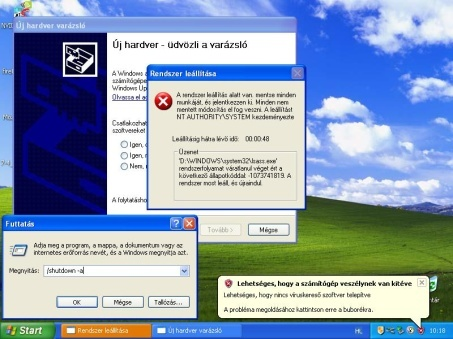 Új hardver varázsló
Új hardver - üdvözli a varázsló
A Windows a
számítógépe
Windows Up
Olvassa el az
Csatlakozhat
szoftvereket
Igen,
Igen,
Nem,
A folytatásho
Tovább >
Mégse
Rendszer leállítása
A rendszer leállítás alatt van, mentse minden
munkáját, és jelentkezzen ki. Minden nem
mentett módosítás el fog veszni. A leállítást
NT AUTHORITY\SYSTEM kezdeményezte
Leállításig hátra lévő idő: 00:00:48
Üzenet
'D:\WINDOWS\system32\lsass.exe'
rendszerfolyamat váratlanul véget ért a
következő állapotkóddal: -1073741819. A
rendszer most leáll, és újraindul.
Futtatás
Adja meg a program, a mappa, a dokumentum vagy az
internetes erőforrás nevét, és a Windows megnyitja azt.
Megnyitás: /shutdown -a
OK
Mégse
Tallózás...
Lehetséges, hogy a számítógép veszélynek van kitéve
Lehetséges, hogy nincs víruskereső szoftver telepítve
A probléma megoldásához kattintson erre a buborékra.
Start
Rendszer leállítása
Új hardver varázsló
HU
10:18